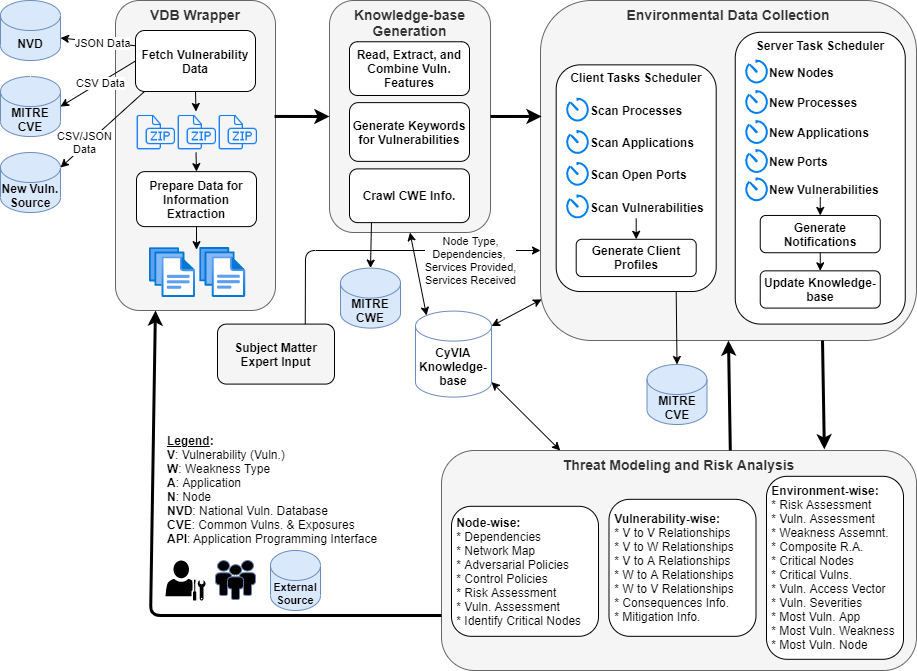 VDB Wrapper
NVD
JSON Data
Fetch Vulnerability
Data
CSV Data
MITRE
CVE
CSV/JSON
Data
ZIP
ZIP
ZIP
New Vuln.
Source
Prepare Data for
Information
Extraction
Knowledge-base
Generation
Read, Extract, and
Combine Vuln.
Features
Generate Keywords
for Vulnerabilities
Crawl CWE Info.
MITRE
CWE
Node Type,
Dependencies,
Services Provided,
Services Received
Subject Matter
Expert Input
CyVIA
Knowledge-
base
Environmental Data Collection
Client Tasks Scheduler
Scan Processes
Scan Applications
Scan Open Ports
Scan Vulnerabilities
Generate Client
Profiles
Server Task Scheduler
New Nodes
New Processes
New Applications
New Ports
New Vulnerabilities
Generate
Notifications
Update Knowledge-
base
MITRE
CVE
Legend:
V: Vulnerability (Vuln.)
W: Weakness Type
A: Application
N: Node
NVD: National Vuln. Database
CVE: Common Vulns. & Exposures
API: Application Programming Interface
External
Source
Threat Modeling and Risk Analysis
Node-wise:
* Dependencies
* Network Map
* Adversarial Policies
* Control Policies
* Risk Assessment
* Vuln. Assessment
* Identify Critical Nodes
Vulnerability-wise:
* V to V Relationships
* V to W Relationships
* V to A Relationships
* W to A Relationships
* W to V Relationships
* Consequences Info.
* Mitigation Info.
Environment-wise:
* Risk Assessment
* Vuln. Assessment
* Weakness Assemnt.
* Composite R.A.
* Critical Nodes
* Critical Vulns.
* Vuln. Access Vector
* Vuln. Severities
* Most Vuln. App
* Most Vuln. Weakness
* Most Vuln. Node